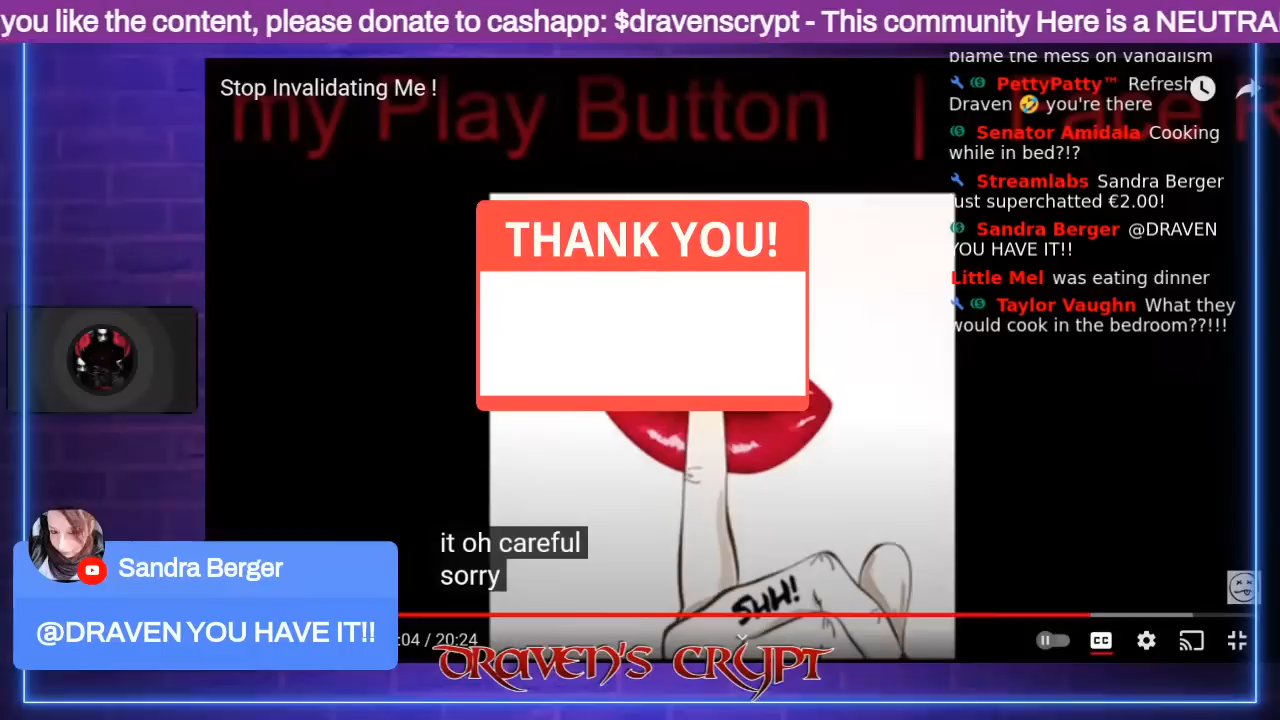 you like the content, please donate to cashapp: $dravenscrypt - This community Here is a NEUTRA
Stop Invalidating Me !
my Play Button |
blame the mess on vandalism
PettyPatty™ Refresh
Draven 🤣 you're there
Senator Amidala Cooking
while in bed?!?
Streamlabs Sandra Berger
just superchatted €2.00!
Sandra Berger @DRAVEN
YOU HAVE IT!!
Little Mel was eating dinner
Taylor Vaughn What they
would cook in the bedroom??!!!
THANK YOU!
it oh careful
sorry
SHH!
Sandra Berger
@DRAVEN YOU HAVE IT!!
:04 / 20:24
CC
DRAVEN'S CRYPT